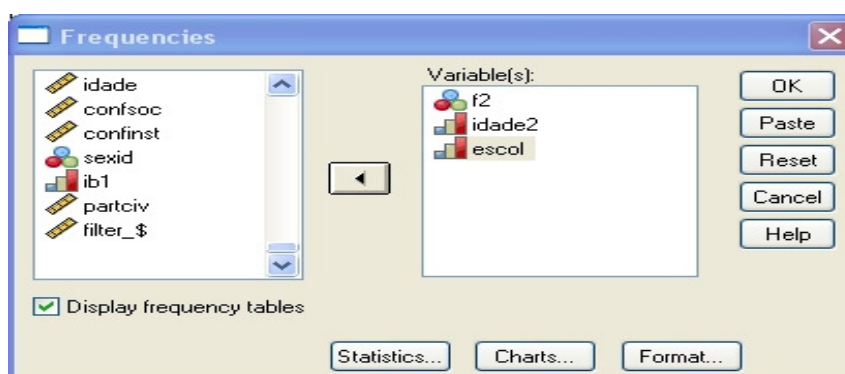 Frequencies
idade
confsoc
confinst
sexid
ib1
partciv
filter_$
Variable(s):
f2
idade2
escol
OK
Paste
Reset
Cancel
Help
Display frequency tables
Statistics...
Charts...
Format...